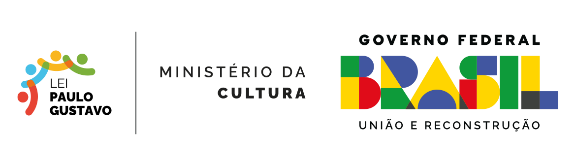 LEI
PAULO
GUSTAVO
MINISTÉRIO DA
CULTURA
GOVERNO FEDERAL
BRASIL
UNIÃO E RECONSTRUÇÃO